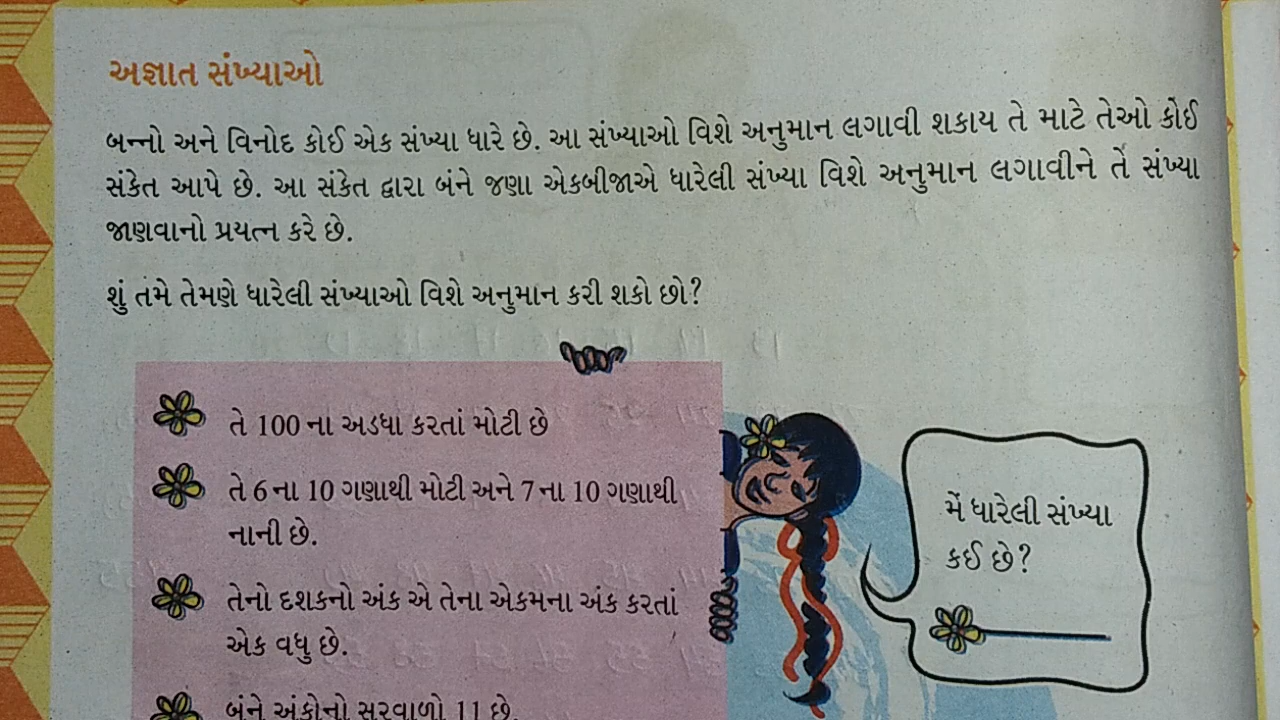 અજ્ઞાત સંખ્યાઓ
બન્નો અને વિનોદ કોઈ એક સંખ્યા ધારે છે. આ સંખ્યાઓ વિશે અનુમાન લગાવી શકાય તે માટે તેઓ કોઈ
સંકેત આપે છે. આ સંકેત દ્વારા બંને જણા એકબીજાએ ધારેલી સંખ્યા વિશે અનુમાન લગાવીને તે સંખ્યા
જાણવાનો પ્રયત્ન કરે છે.
શું તમે તેમણે ધારેલી સંખ્યાઓ વિશે અનુમાન કરી શકો છો?
તે 100 ના અડધા કરતાં મોટી છે
તે 6 ના 10 ગણાથી મોટી અને 7 ના 10 ગણાથી
નાની છે.
તેનો દશકનો અંક એ તેના એકમના અંક કરતાં
એક વધુ છે.
બંને અંકોનો સરવાળો 11 છે.
મેં ધારેલી સંખ્યા
કઈ છે?